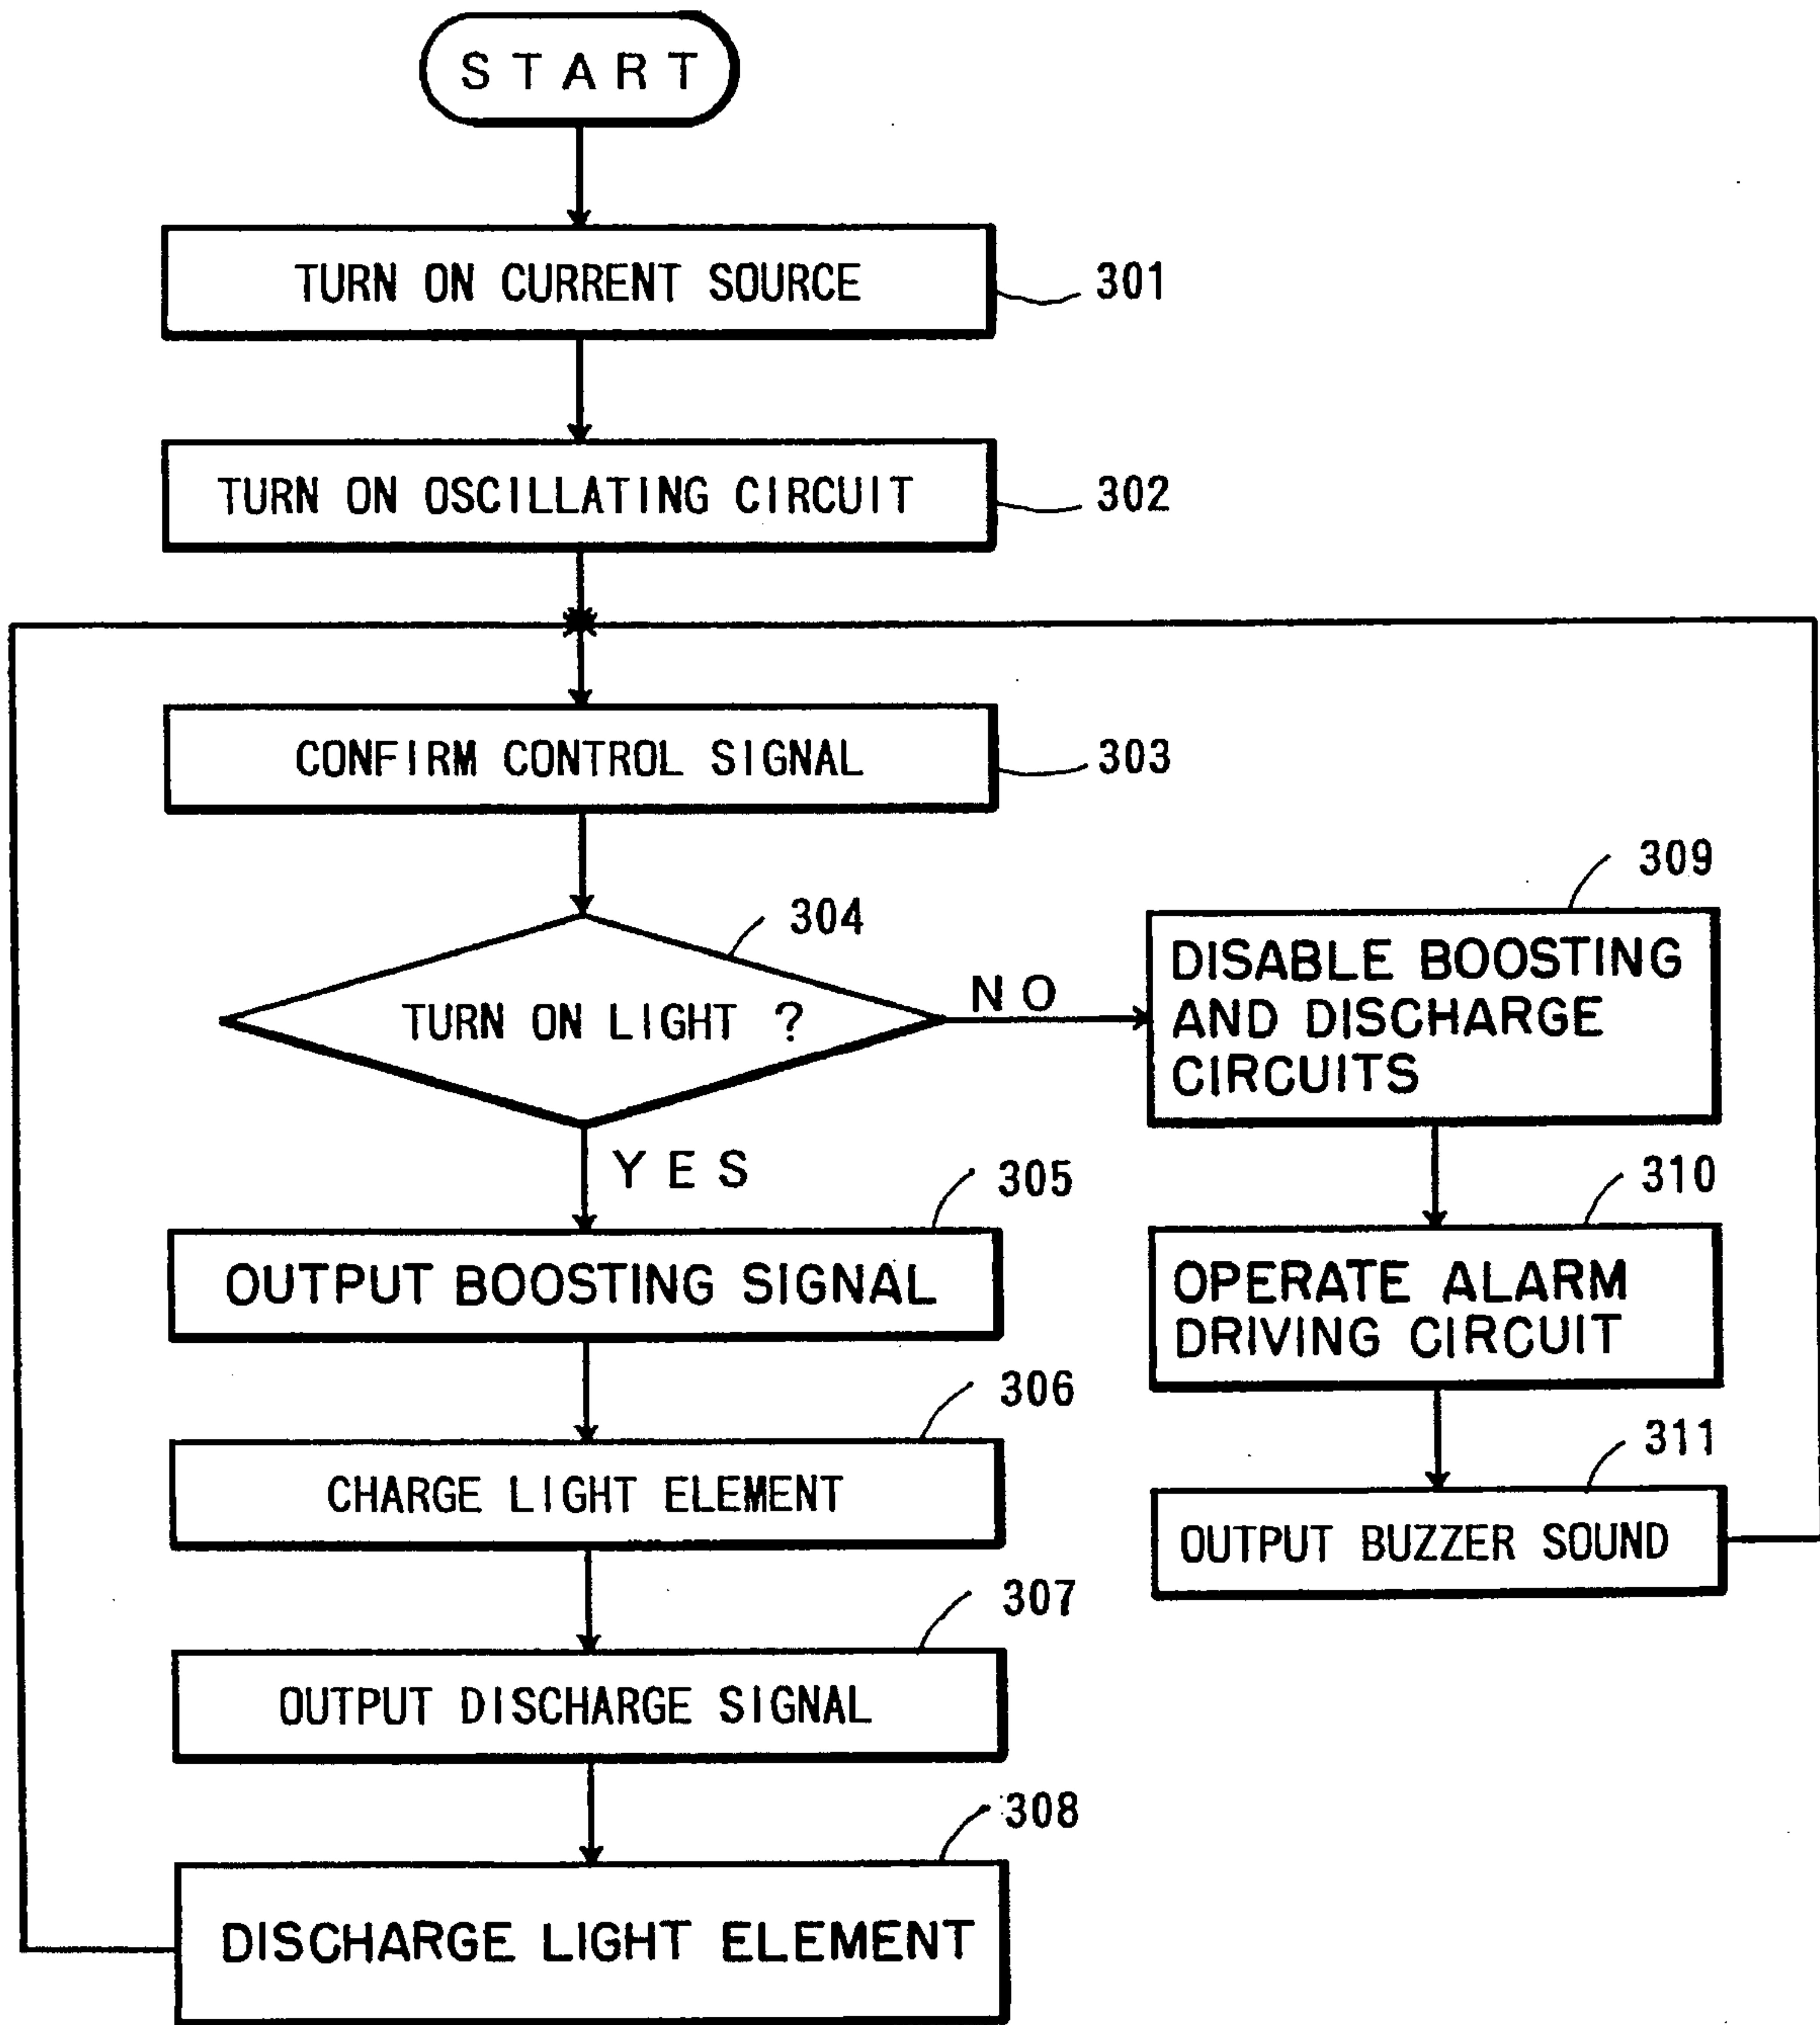 START
TURN ON CURRENT SOURCE
301
TURN ON OSCILLATING CIRCUIT
302
CONFIRM CONTROL SIGNAL
303
304
TURN ON LIGHT ?
NO
YES
305
OUTPUT BOOSTING SIGNAL
306
CHARGE LIGHT ELEMENT
307
OUTPUT DISCHARGE SIGNAL
308
DISCHARGE LIGHT ELEMENT
309
DISABLE BOOSTING
AND DISCHARGE
CIRCUITS
310
OPERATE ALARM
DRIVING CIRCUIT
311
OUTPUT BUZZER SOUND